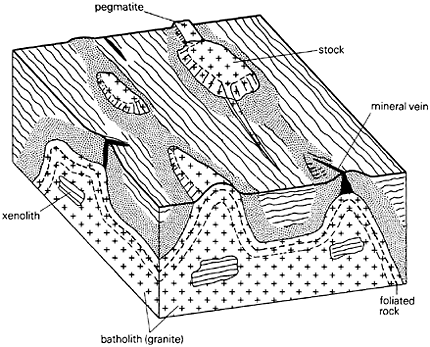 pegmatite
stock
mineral vein
xenolith
foliated
rock
batholith (granite)